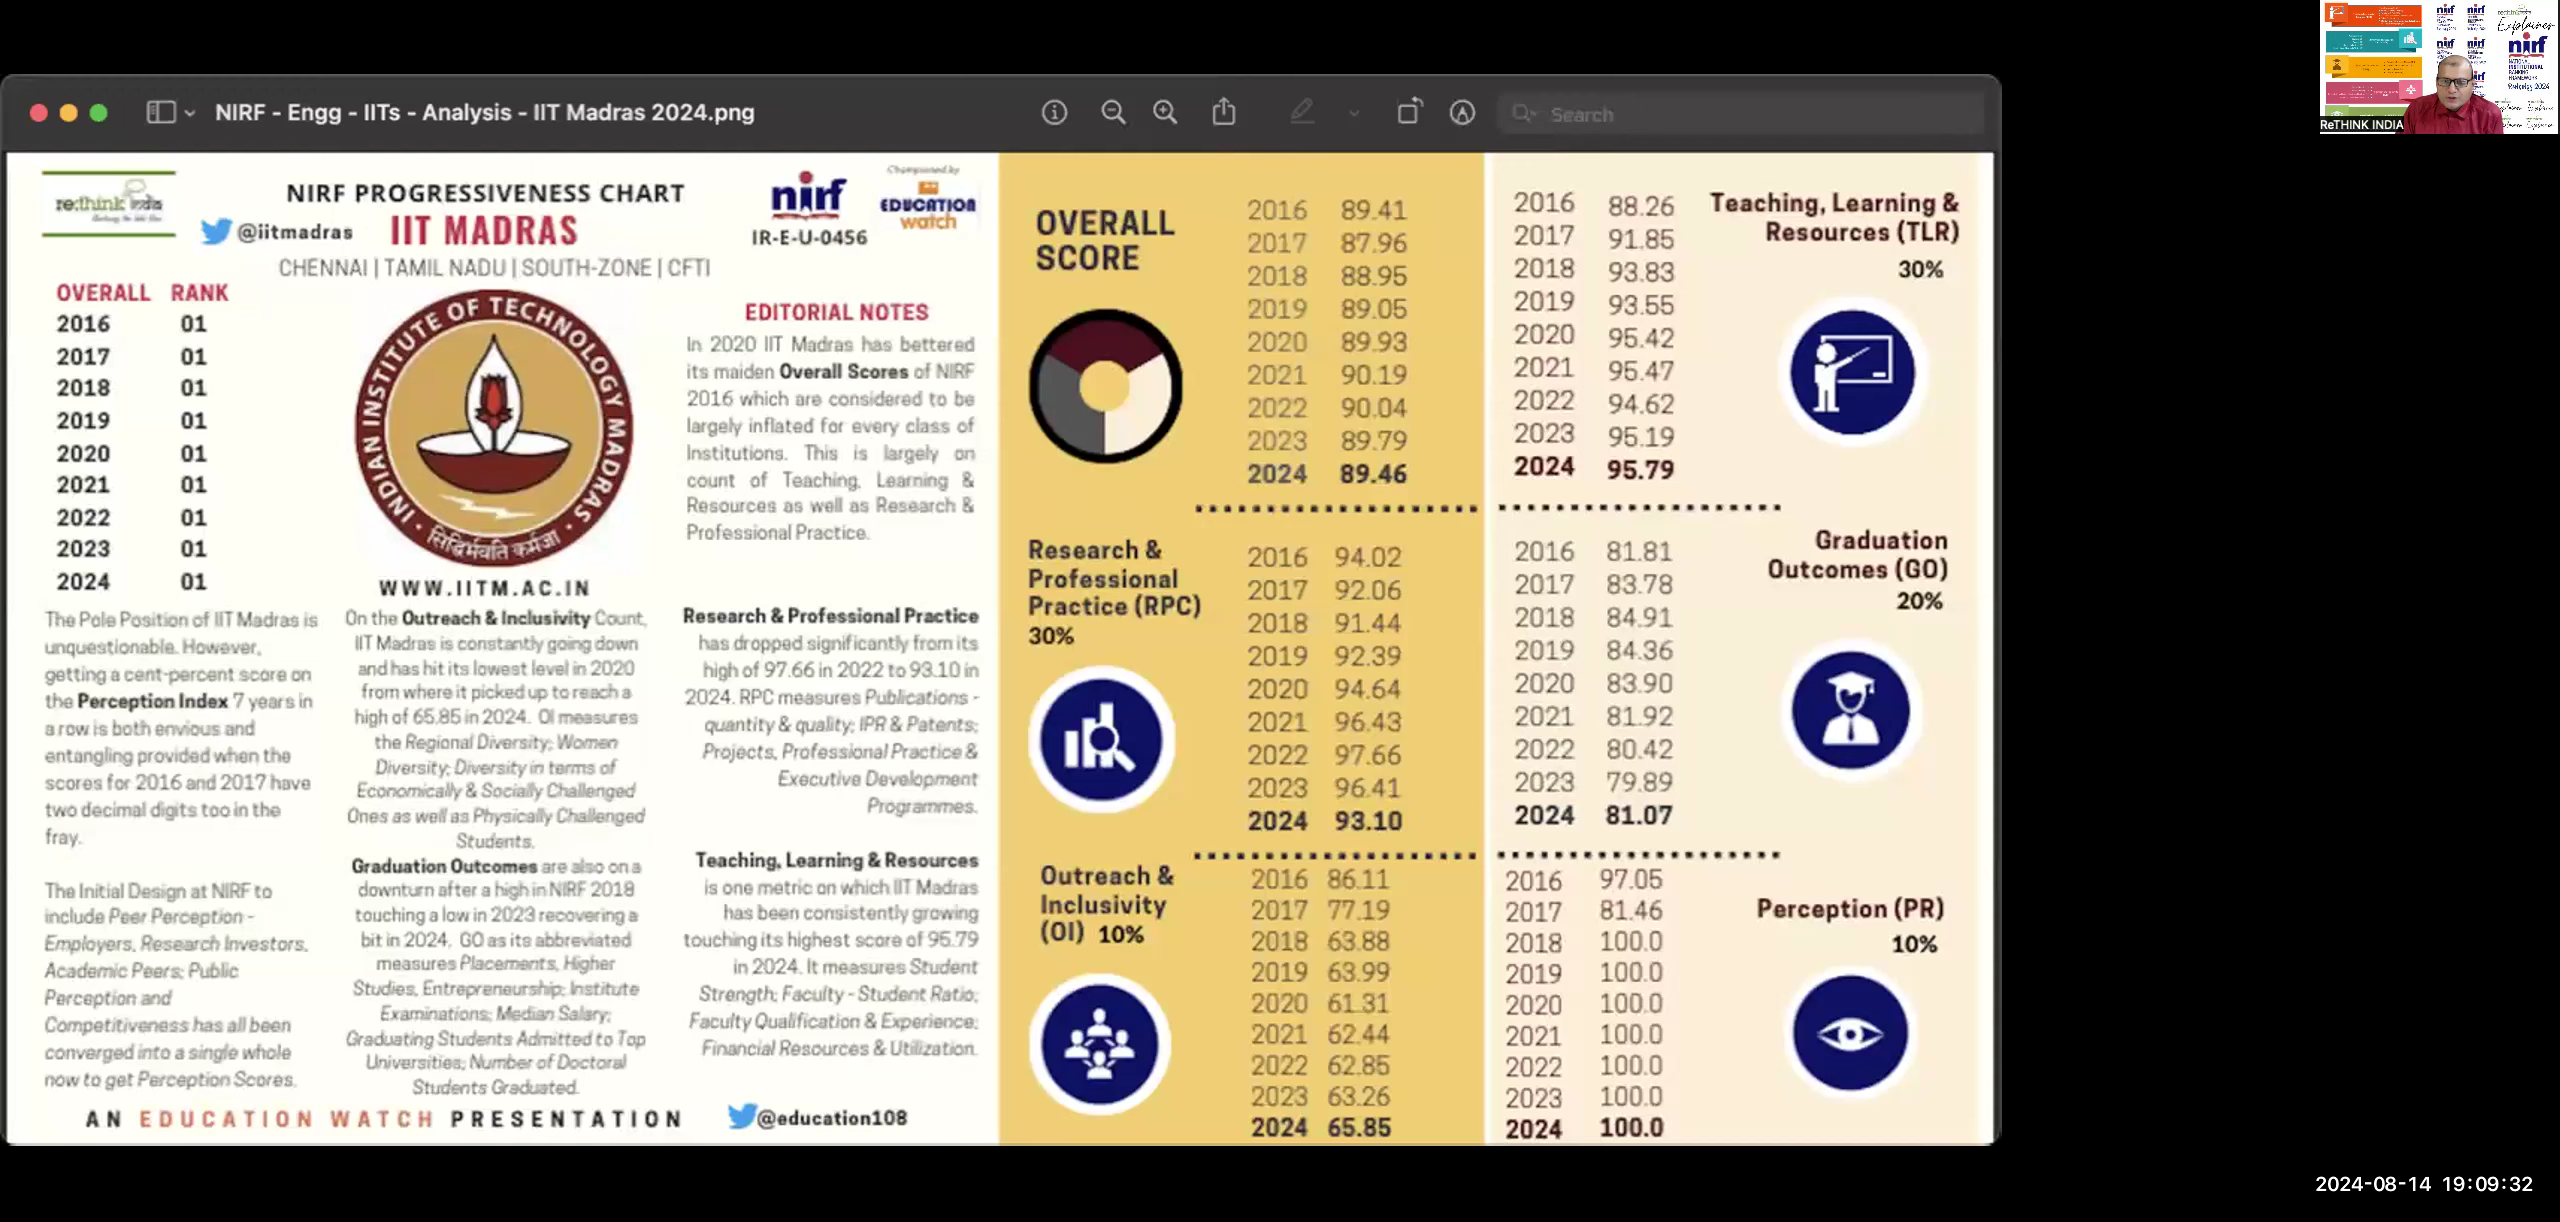 NIRF - Engg - IITs - Analysis - IIT Madras 2024.png
Search
re:think india
NIRF PROGRESSIVENESS CHART
@iitmadras
IIT MADRAS
nirf
IR-E-U-0456
Championed by
EDUCATION
watch
CHENNAI | TAMIL NADU | SOUTH-ZONE | CFTI
OVERALL RANK
2016 01
2017 01
2018 01
2019 01
2020 01
2021 01
2022 01
2023 01
2024 01
INDIAN INSTITUTE OF TECHNOLOGY MADRAS
सिद्धिर्भवति कर्मजा
WWW.IITM.AC.IN
EDITORIAL NOTES
In 2020 IIT Madras has bettered
its maiden Overall Scores of NIRF
2016 which are considered to be
largely inflated for every class of
Institutions. This is largely on
count of Teaching, Learning &
Resources as well as Research &
Professional Practice.
The Pole Position of IIT Madras is
unquestionable. However,
getting a cent-percent score on
the Perception Index 7 years in
a row is both envious and
entangling provided when the
scores for 2016 and 2017 have
two decimal digits too in the
fray.
The Initial Design at NIRF to
include Peer Perception -
Employers, Research Investors,
Academic Peers; Public
Perception and
Competitiveness has all been
converged into a single whole
now to get Perception Scores.
On the Outreach & Inclusivity Count,
IIT Madras is constantly going down
and has hit its lowest level in 2020
from where it picked up to reach a
high of 65.85 in 2024. OI measures
the Regional Diversity; Women
Diversity; Diversity in terms of
Economically & Socially Challenged
Ones as well as Physically Challenged
Students.
Graduation Outcomes are also on a
downturn after a high in NIRF 2018
touching a low in 2023 recovering a
bit in 2024. GO as its abbreviated
measures Placements, Higher
Studies, Entrepreneurship; Institute
Examinations; Median Salary;
Graduating Students Admitted to Top
Universities; Number of Doctoral
Students Graduated.
Research & Professional Practice
has dropped significantly from its
high of 97.66 in 2022 to 93.10 in
2024. RPC measures Publications -
quantity & quality; IPR & Patents;
Projects, Professional Practice &
Executive Development
Programmes.
Teaching, Learning & Resources
is one metric on which IIT Madras
has been consistently growing
touching its highest score of 95.79
in 2024. It measures Student
Strength; Faculty - Student Ratio;
Faculty Qualification & Experience;
Financial Resources & Utilization.
AN EDUCATION WATCH PRESENTATION
@education108
OVERALL
SCORE
2016 89.41
2017 87.96
2018 88.95
2019 89.05
2020 89.93
2021 90.19
2022 90.04
2023 89.79
2024 89.46
2016 88.26
2017 91.85
2018 93.83
2019 93.55
2020 95.42
2021 95.47
2022 94.62
2023 95.19
2024 95.79
Teaching, Learning &
Resources (TLR)
30%
Research &
Professional
Practice (RPC)
30%
2016 94.02
2017 92.06
2018 91.44
2019 92.39
2020 94.64
2021 96.43
2022 97.66
2023 96.41
2024 93.10
2016 81.81
2017 83.78
2018 84.91
2019 84.36
2020 83.90
2021 81.92
2022 80.42
2023 79.89
2024 81.07
Graduation
Outcomes (GO)
20%
Outreach &
Inclusivity
(OI) 10%
2016 86.11
2017 77.19
2018 63.88
2019 63.99
2020 61.31
2021 62.44
2022 62.85
2023 63.26
2024 65.85
2016 97.05
2017 81.46
2018 100.0
2019 100.0
2020 100.0
2021 100.0
2022 100.0
2023 100.0
2024 100.0
Perception (PR)
10%
nirf
nirf
Explainer
nirf
NATIONAL
INSTITUTIONAL
RANKING
FRAMEWORK
ReTHINK INDIA
2024-08-14 19:09:32